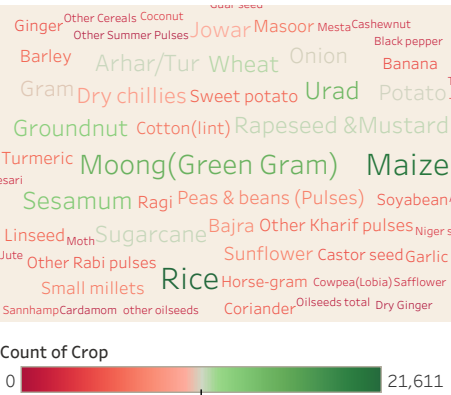 Guar seed
Ginger Other Cereals Coconut
Other Summer Pulses Jowar Masoor Mesta Cashewnut
Black pepper
Barley Arhar/Tur Wheat Onion Banana
Gram Dry chillies Sweet potato Urad Potato
Groundnut Cotton(lint) Rapeseed &Mustard
Turmeric Moong(Green Gram) Maize
esari
Sesamum Ragi Peas & beans (Pulses) Soyabean
Linseed Moth Sugarcane Bajra Other Kharif pulses Niger s
Jute Other Rabi pulses Sunflower Castor seed Garlic
Small millets Rice Horse-gram Cowpea(Lobia) Safflower
Sannhamp Cardamom other oilseeds Coriander Oilseeds total Dry Ginger
Count of Crop
0 21,611